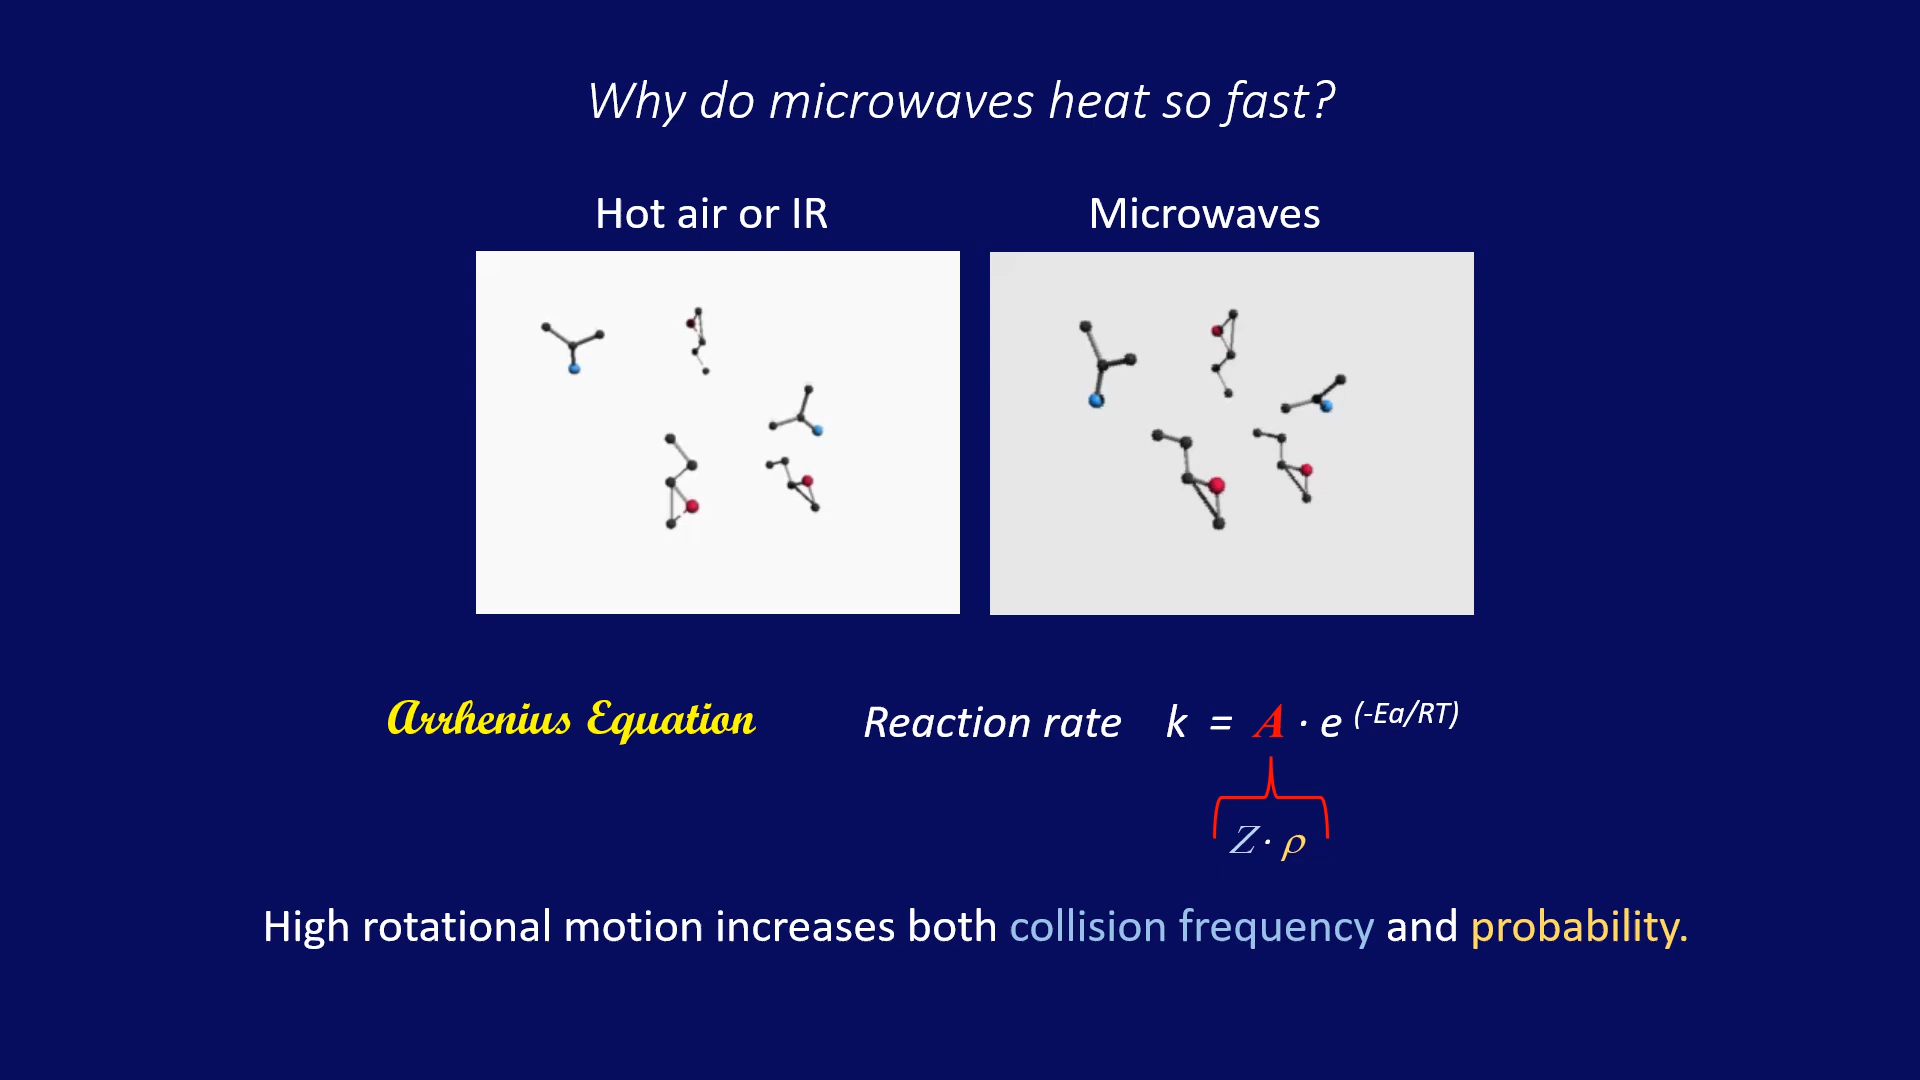 Why do microwaves heat so fast?
Hot air or IR
Microwaves
Arrhenius Equation
Reaction rate k = A · e (-Ea/RT)
Z · ρ
High rotational motion increases both collision frequency and probability.